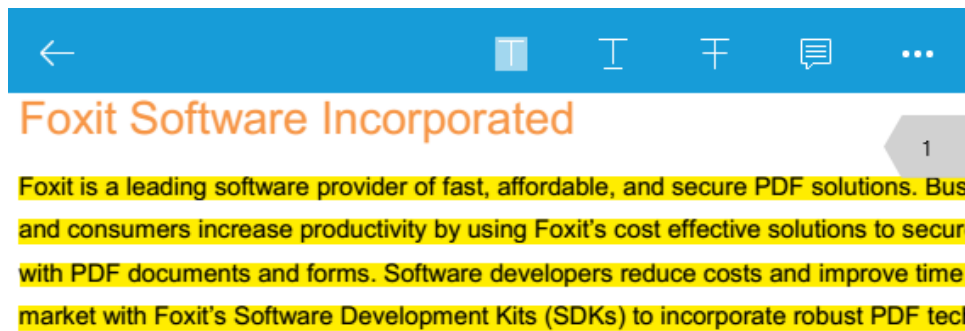 Foxit Software Incorporated
1
Foxit is a leading software provider of fast, affordable, and secure PDF solutions. Bus
and consumers increase productivity by using Foxit's cost effective solutions to secur
with PDF documents and forms. Software developers reduce costs and improve time
market with Foxit's Software Development Kits (SDKs) to incorporate robust PDF tech